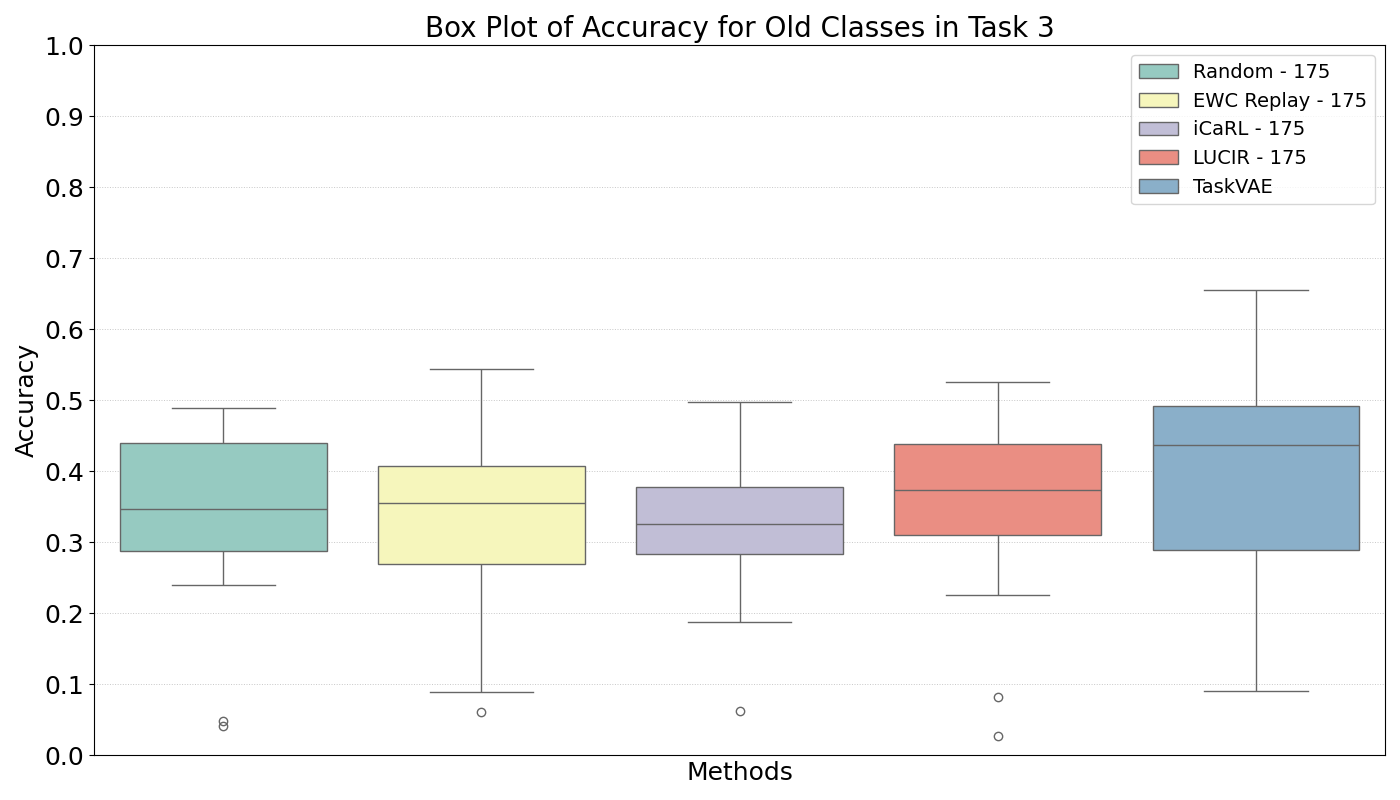 Box Plot of Accuracy for Old Classes in Task 3
1.0
0.9
0.8
0.7
0.6
0.5
0.4
0.3
0.2
0.1
0.0
Accuracy
Methods
Random - 175
EWC Replay - 175
iCaRL - 175
LUCIR - 175
TaskVAE